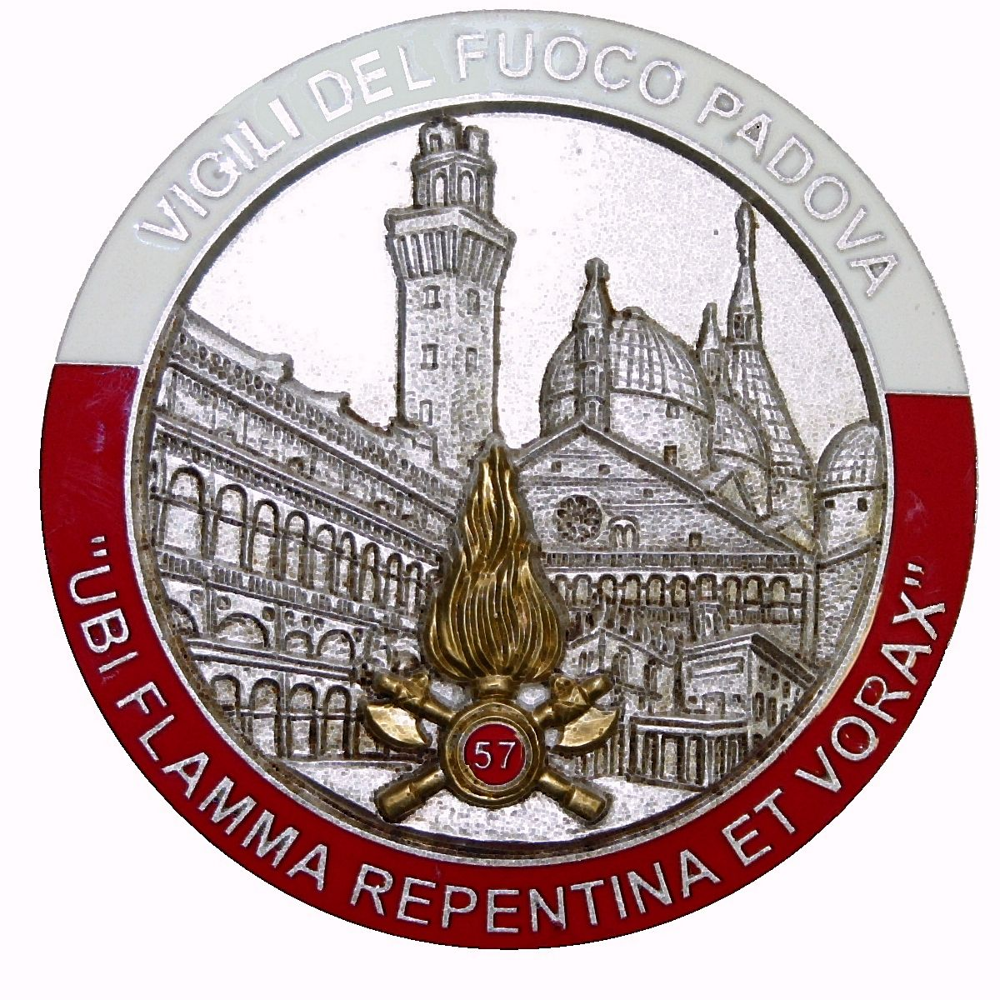 VIGILI DEL FUOCO PADOVA
57
"UBI FLAMMA REPENTINA ET VORAX"